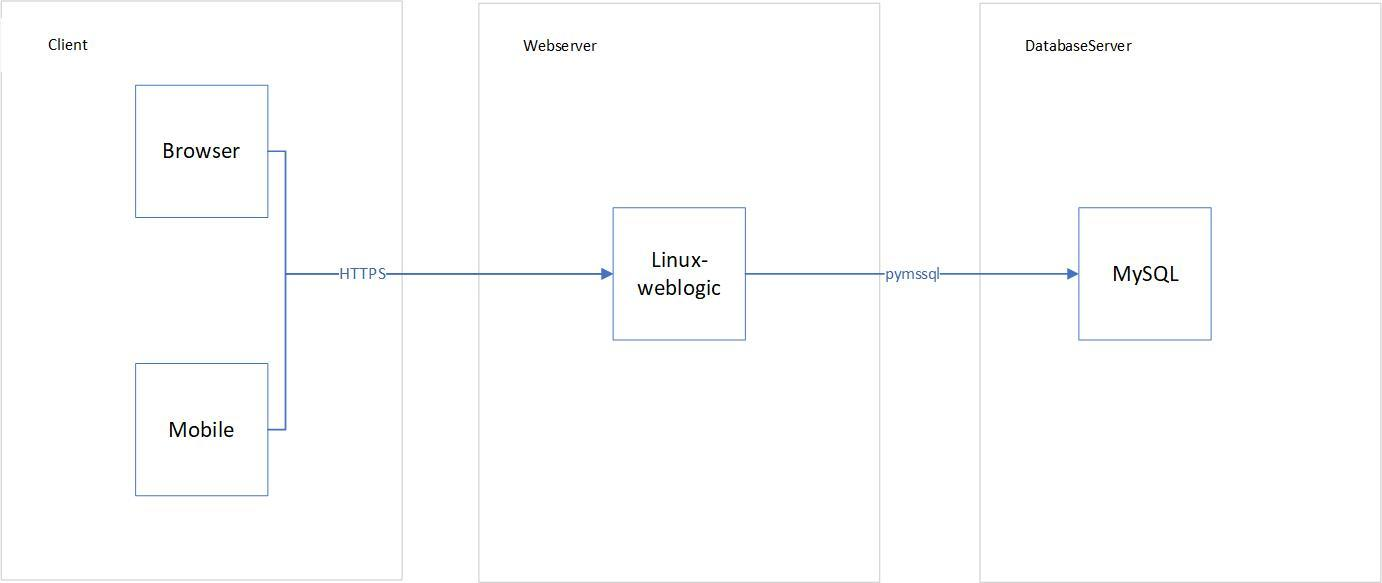 Client
Webserver
DatabaseServer
Browser
Mobile
HTTPS
Linux-
weblogic
pymssql
MySQL